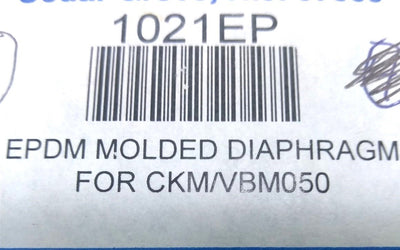 1021EP
EPDM MOLDED DIAPHRAGM
FOR CKM/VBM050